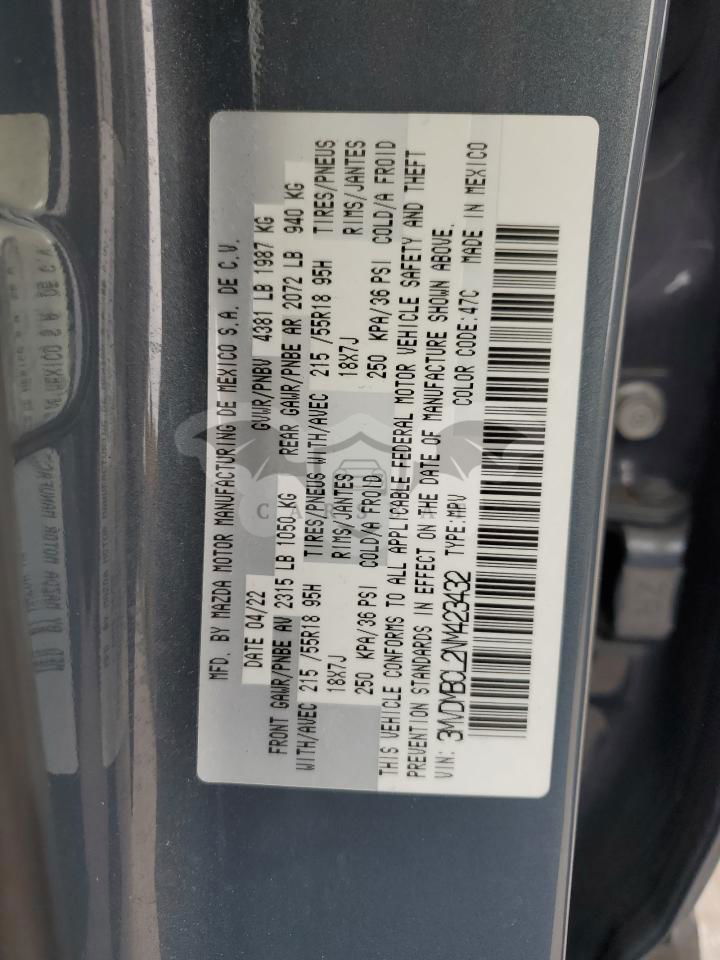 MFD. BY MAZDA MOTOR MANUFACTURING DE MEXICO S.A. DE C.V.
DATE 04/22 GVWR/PNBV 4381 LB 1987 KG
FRONT GAWR/PNBE AV 2315 LB 1050 KG REAR GAWR/PNBE AR 2072 LB 940 KG
WITH/AVEC 215 /55R18 95H TIRES/PNEUS WITH/AVEC 215 /55R18 95H TIRES/PNEUS
18X7J RIMS/JANTES 18X7J RIMS/JANTES
250 KPA/36 PSI COLD/A FROID 250 KPA/36 PSI COLD/A FROID
THIS VEHICLE CONFORMS TO ALL APPLICABLE FEDERAL MOTOR VEHICLE SAFETY AND THEFT
PREVENTION STANDARDS IN EFFECT ON THE DATE OF MANUFACTURE SHOWN ABOVE.
VIN: 3MVDMBCL2NM423432 TYPE:MPV COLOR CODE:47C MADE IN MEXICO
CARS